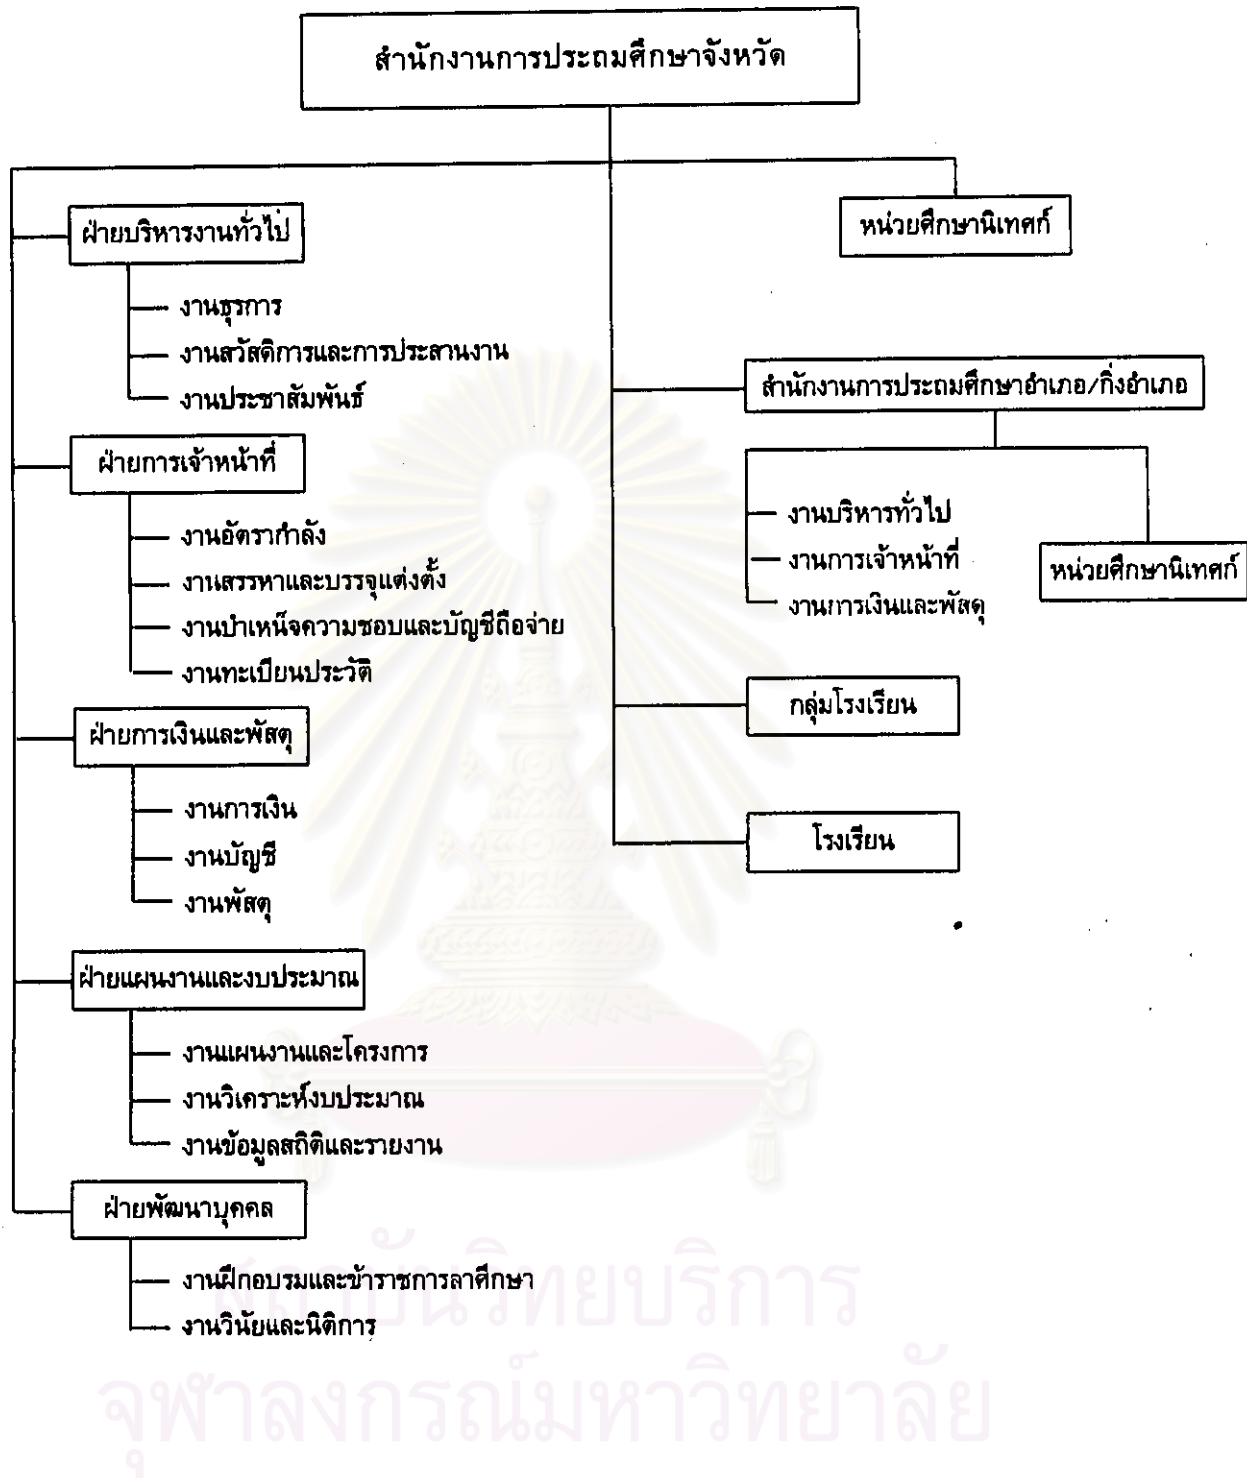 สำนักงานการประถมศึกษาจังหวัด
ฝ่ายบริหารงานทั่วไป
งานธุรการ
งานสวัสดิการและการประสานงาน
งานประชาสัมพันธ์
ฝ่ายการเจ้าหน้าที่
งานอัตรากำลัง
งานสรรหาและบรรจุแต่งตั้ง
งานบำเหน็จความชอบและบัญชีถือจ่าย
งานทะเบียนประวัติ
ฝ่ายการเงินและพัสดุ
งานการเงิน
งานบัญชี
งานพัสดุ
ฝ่ายแผนงานและงบประมาณ
งานแผนงานและโครงการ
งานวิเคราะห์งบประมาณ
งานข้อมูลสถิติและรายงาน
ฝ่ายพัฒนาบุคคล
งานฝึกอบรมและข้าราชการลาศึกษา
งานวินัยและนิติการ
หน่วยศึกษานิเทศก์
สำนักงานการประถมศึกษาอำเภอ/กิ่งอำเภอ
งานบริหารทั่วไป
งานการเจ้าหน้าที่
งานการเงินและพัสดุ
หน่วยศึกษานิเทศก์
กลุ่มโรงเรียน
โรงเรียน
สถาบันวิทยบริการ
จุฬาลงกรณ์มหาวิทยาลัย